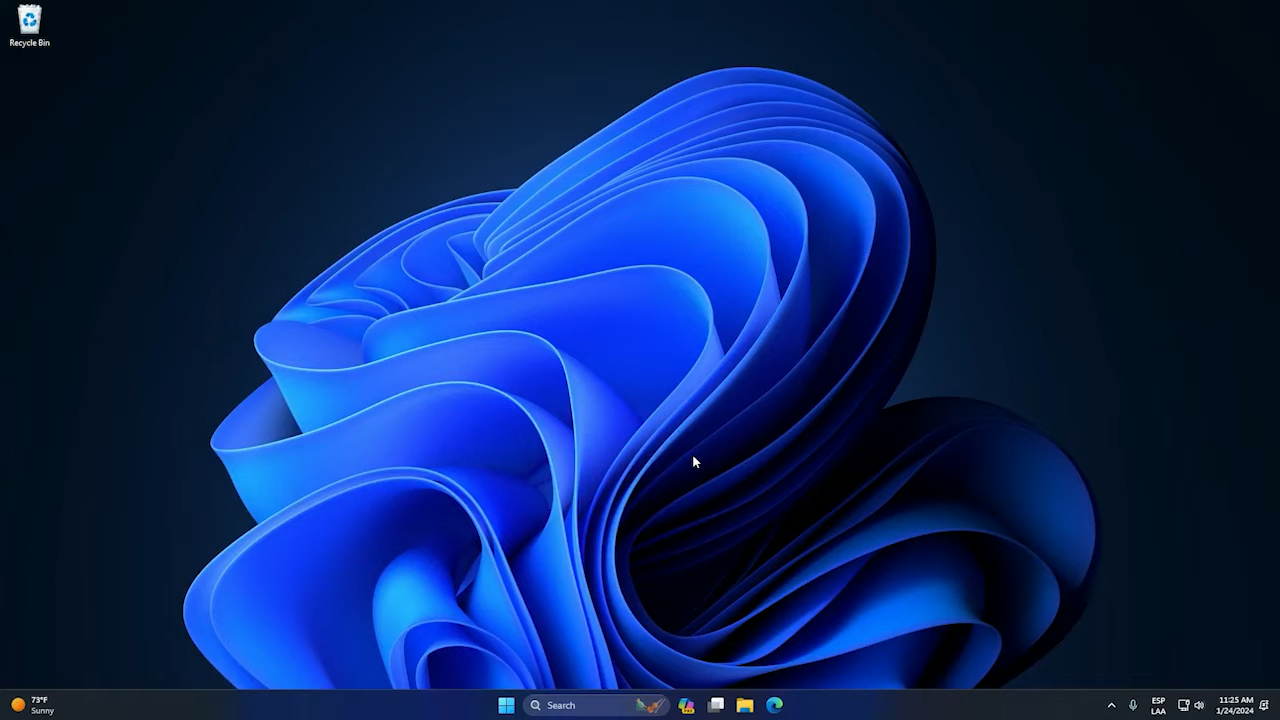 Recycle Bin
73°F
Sunny
Search
ESP
LAA
11:25 AM
1/24/2024